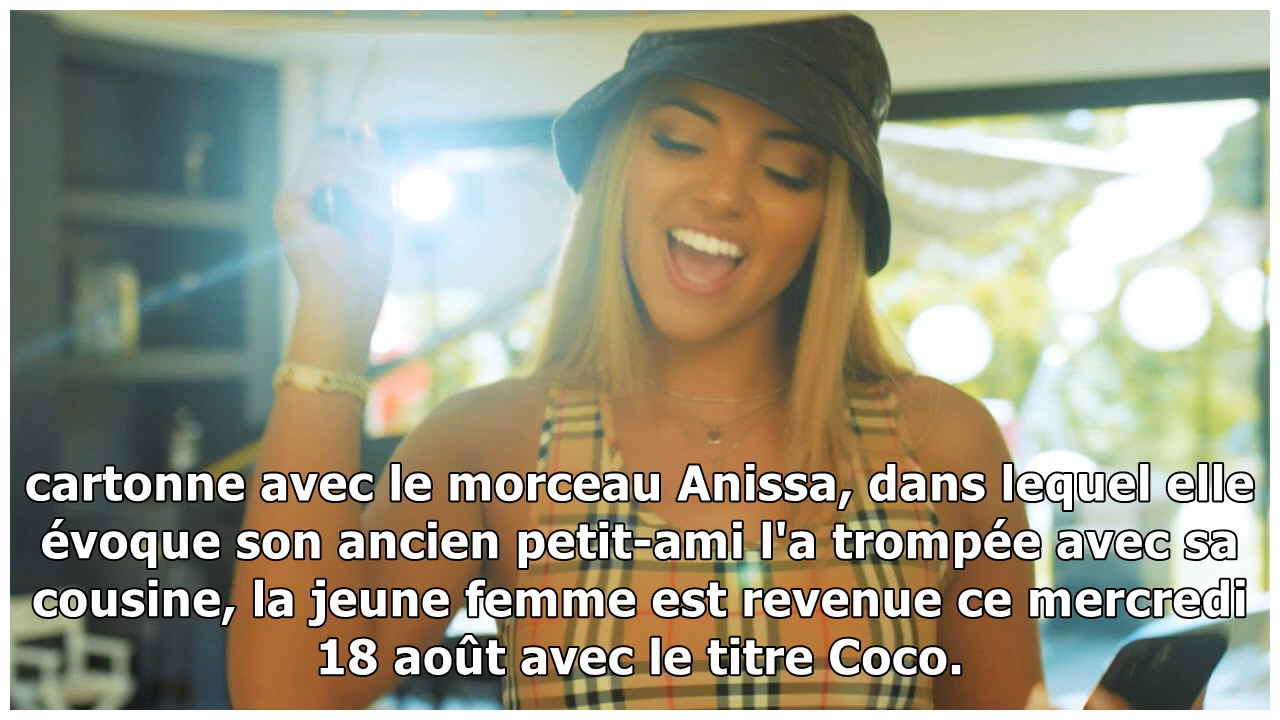 cartonne avec le morceau Anissa, dans lequel elle
évoque son ancien petit-ami l'a trompée avec sa
cousine, la jeune femme est revenue ce mercredi
18 août avec le titre Coco.